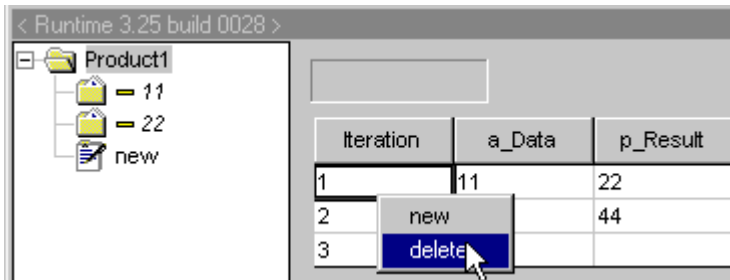 < Runtime 3.25 build 0028 >
Product1
11
22
new
Iteration a_Data p_Result
1 11 22
2 44
3
new
delete